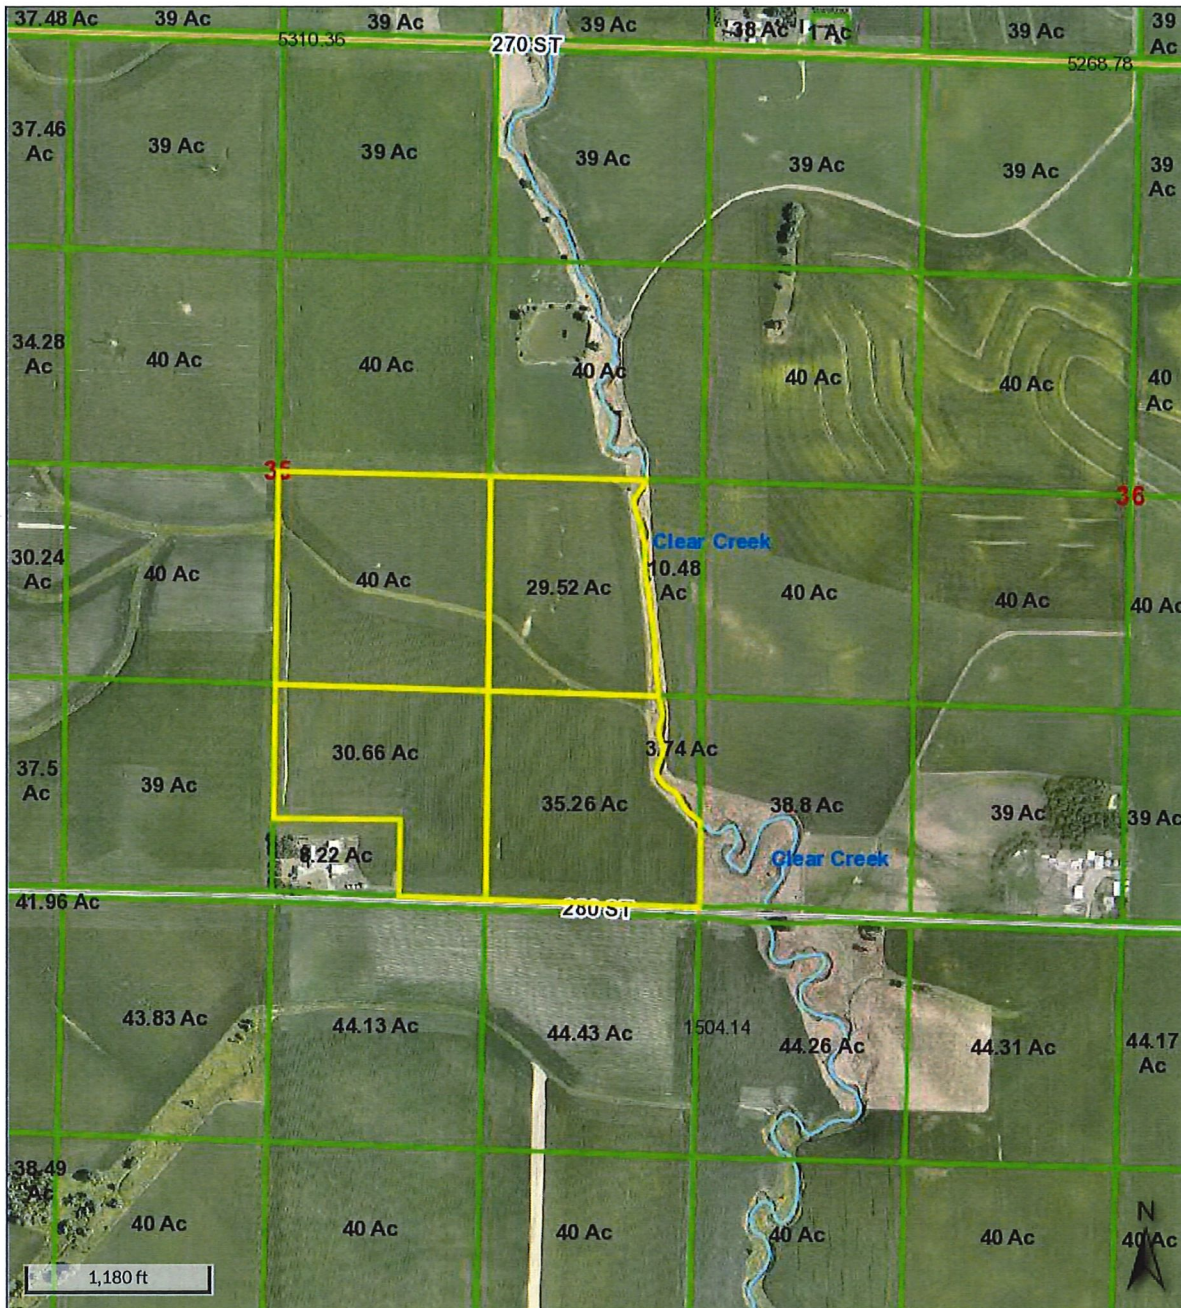 37.48 Ac
39 Ac
39 Ac
39 Ac
38 Ac
1 Ac
39 Ac
39
Ac
5310.36
270 ST
5268.78
37.46
Ac
39 Ac
39 Ac
39 Ac
39 Ac
39 Ac
39
Ac
34.28
Ac
40 Ac
40 Ac
40 Ac
40 Ac
40 Ac
40
Ac
35
36
Clear Creek
30.24
Ac
40 Ac
40 Ac
29.52 Ac
10.48
Ac
40 Ac
40 Ac
40 Ac
37.5
Ac
39 Ac
30.66 Ac
35.26 Ac
3.74 Ac
38.8 Ac
39 Ac
39 Ac
8.22 Ac
Clear Creek
41.96 Ac
280 ST
43.83 Ac
44.13 Ac
44.43 Ac
1504.14
44.26 Ac
44.31 Ac
44.17
Ac
38.49
Ac
40 Ac
40 Ac
40 Ac
40 Ac
40 Ac
40 Ac
N
1,180 ft